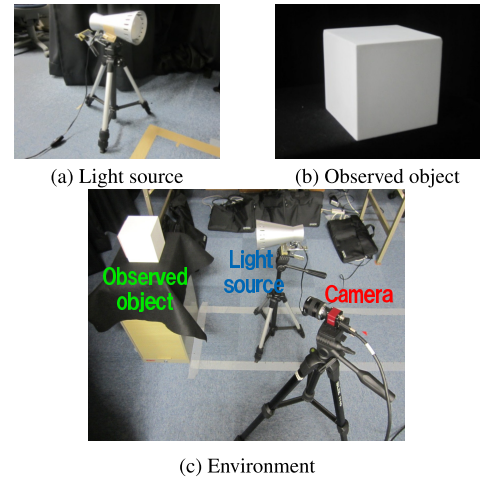 (a) Light source
(b) Observed object
Observed
object
Light
source
Camera
(c) Environment